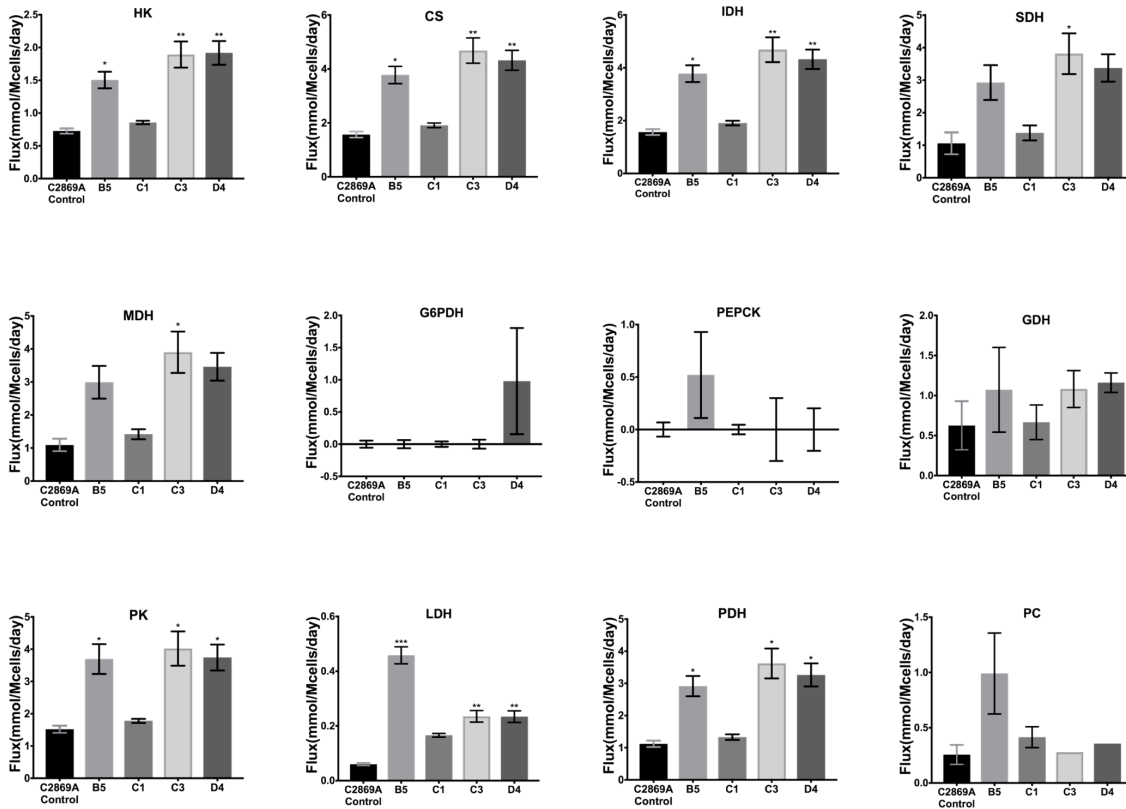 HK
Flux(mmol/Mcells/day)
2.5
2.0
1.5
1.0
0.5
0.0
* ** **
C2869A Control B5 C1 C3 D4
CS
Flux(mmol/Mcells/day)
6
4
2
0
* ** **
C2869A Control B5 C1 C3 D4
IDH
Flux(mmol/Mcells/day)
6
4
2
0
* ** **
C2869A Control B5 C1 C3 D4
SDH
Flux(mmol/Mcells/day)
5
4
3
2
1
0
*
C2869A Control B5 C1 C3 D4
MDH
Flux(mmol/Mcells/day)
5
4
3
2
1
0
*
C2869A Control B5 C1 C3 D4
G6PDH
Flux(mmol/Mcells/day)
2.0
1.5
1.0
0.5
0.0
-0.5
C2869A Control B5 C1 C3 D4
PEPCK
Flux(mmol/Mcells/day)
1.0
0.5
0.0
-0.5
C2869A Control B5 C1 C3 D4
GDH
Flux(mmol/Mcells/day)
2.0
1.5
1.0
0.5
0.0
C2869A Control B5 C1 C3 D4
PK
Flux(mmol/Mcells/day)
5
4
3
2
1
0
* * *
C2869A Control B5 C1 C3 D4
LDH
Flux(mmol/Mcells/day)
0.6
0.4
0.2
0.0
*** ** **
C2869A Control B5 C1 C3 D4
PDH
Flux(mmol/Mcells/day)
5
4
3
2
1
0
* * *
C2869A Control B5 C1 C3 D4
PC
Flux(mmol/Mcells/day)
1.5
1.0
0.5
0.0
C2869A Control B5 C1 C3 D4